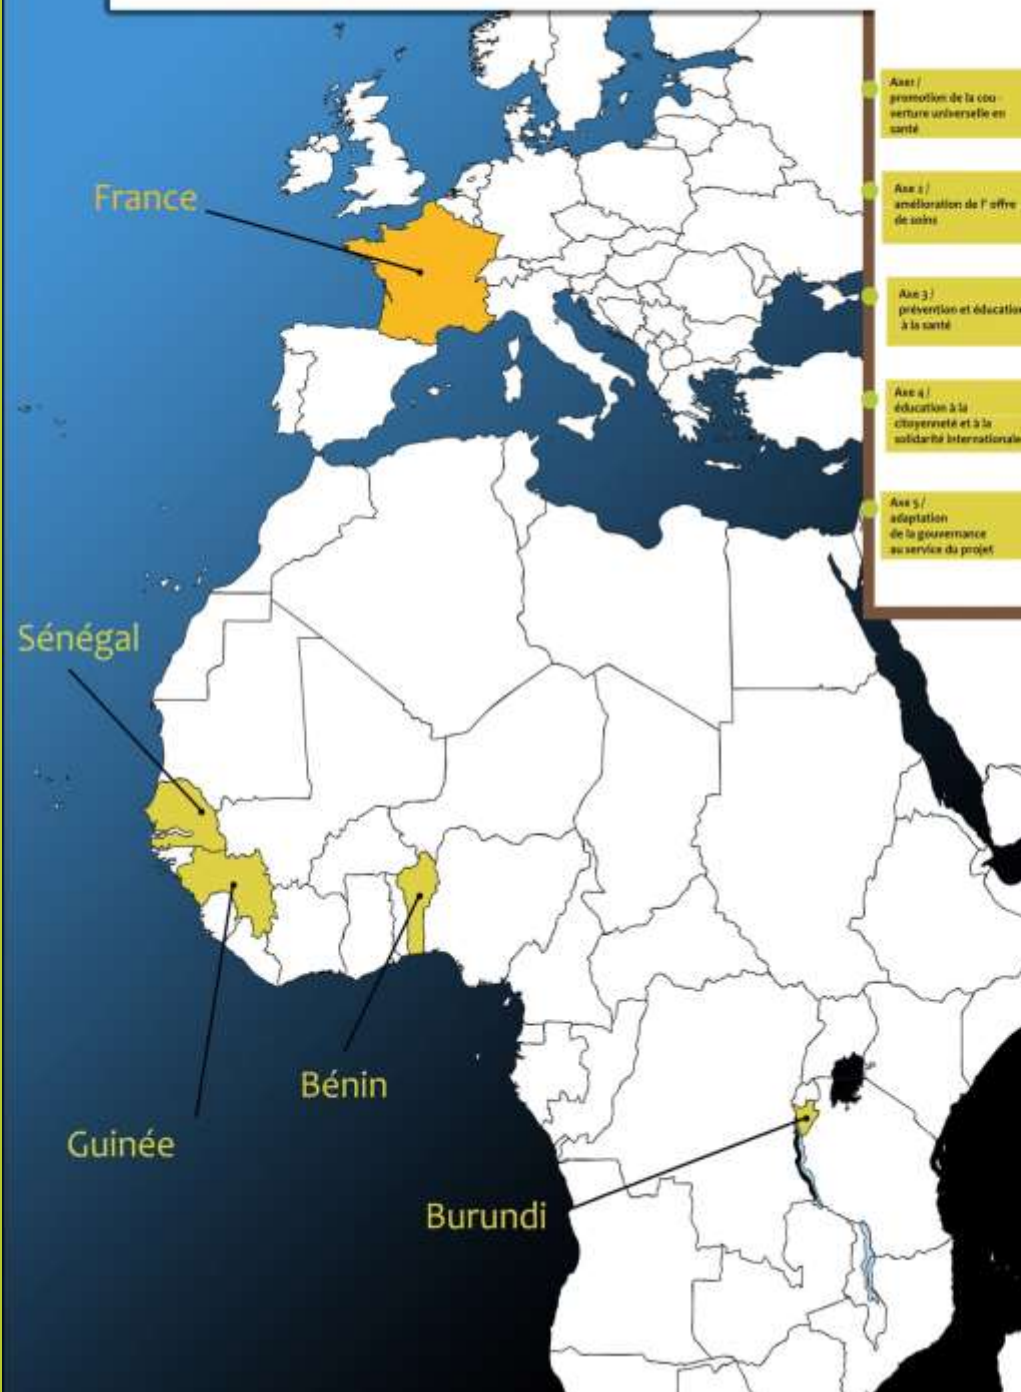 Axe1 /
promotion de la cou -
verture universelle en
santé
Axe 2 /
amélioration de l' offre
de soins
Axe 3 /
prévention et éducation
à la santé
Axe 4 /
éducation à la
citoyenneté et à la
solidarité internationale
Axe 5 /
adaptation
de la gouvernance
au service du projet
France
Sénégal
Bénin
Guinée
Burundi